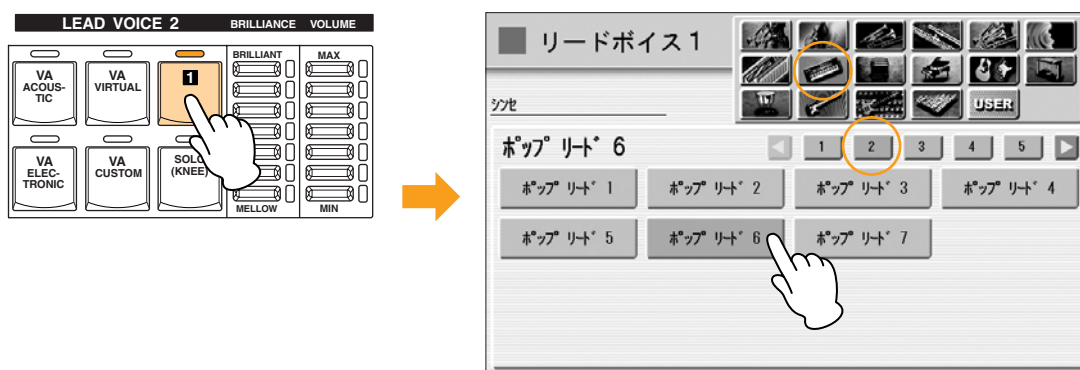 LEAD VOICE 2 BRILLIANCE VOLUME
BRILLIANT MAX
VA ACOUS-TIC
VA VIRTUAL
1
VA ELEC-TRONIC
VA CUSTOM
SOLO (KNEE)
MELLOW MIN
リードボイス1
シンセ
USER
ポップ リード 6
1 2 3 4 5
ポップ リード 1 ポップ リード 2 ポップ リード 3 ポップ リード 4
ポップ リード 5 ポップ リード 6 ポップ リード 7